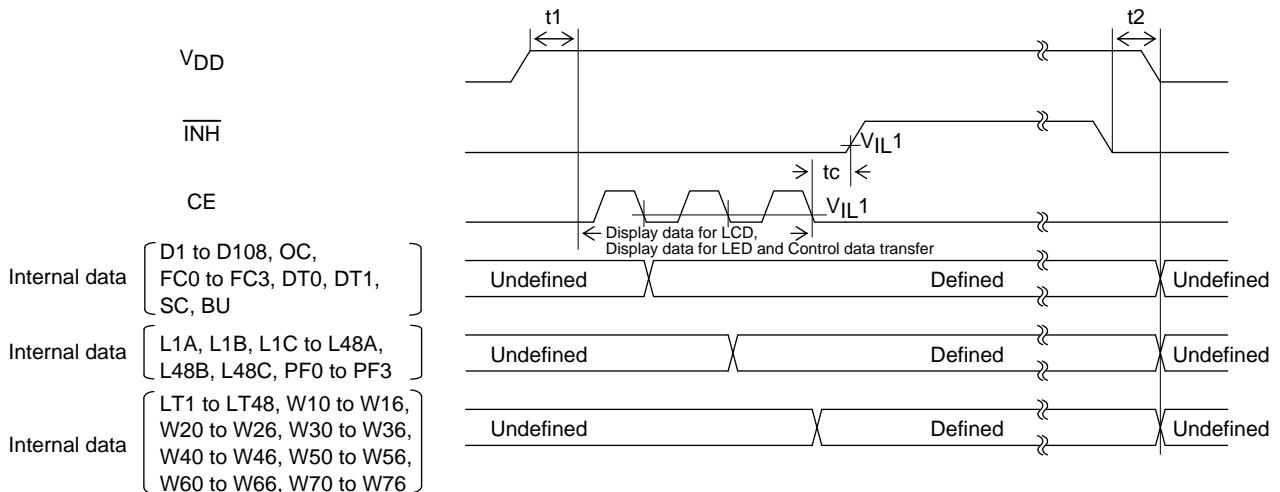 t1
t2
VDD
INH
VIL1
tc
CE
VIL1
Display data for LCD,
Display data for LED and Control data transfer
Internal data
D1 to D108, OC,
FC0 to FC3, DT0, DT1,
SC, BU
Undefined
Defined
Undefined
Internal data
L1A, L1B, L1C to L48A,
L48B, L48C, PF0 to PF3
Undefined
Defined
Undefined
Internal data
LT1 to LT48, W10 to W16,
W20 to W26, W30 to W36,
W40 to W46, W50 to W56,
W60 to W66, W70 to W76
Undefined
Defined
Undefined